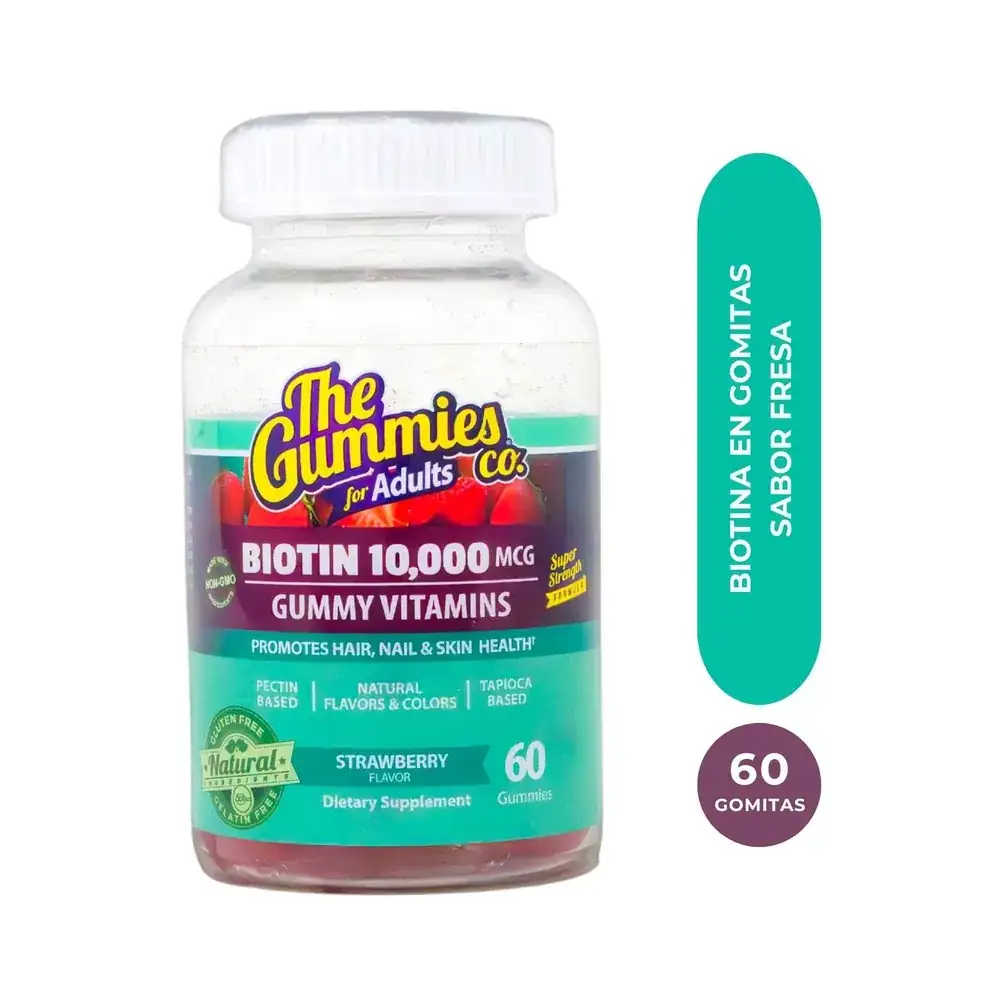 The
Gummies
co.
for Adults
BIOTIN 10,000 MCG
GUMMY VITAMINS
Super
Strength
FORMULA
NON-GMO
PROMOTES HAIR, NAIL & SKIN HEALTH†
PECTIN
BASED
NATURAL
FLAVORS & COLORS
TAPIOCA
BASED
GLUTEN FREE
Natural
INGREDIENTS
GELATIN FREE
STRAWBERRY
FLAVOR
60
Gummies
Dietary Supplement
BIOTINA EN GOMITAS
SABOR FRESA
60
GOMITAS